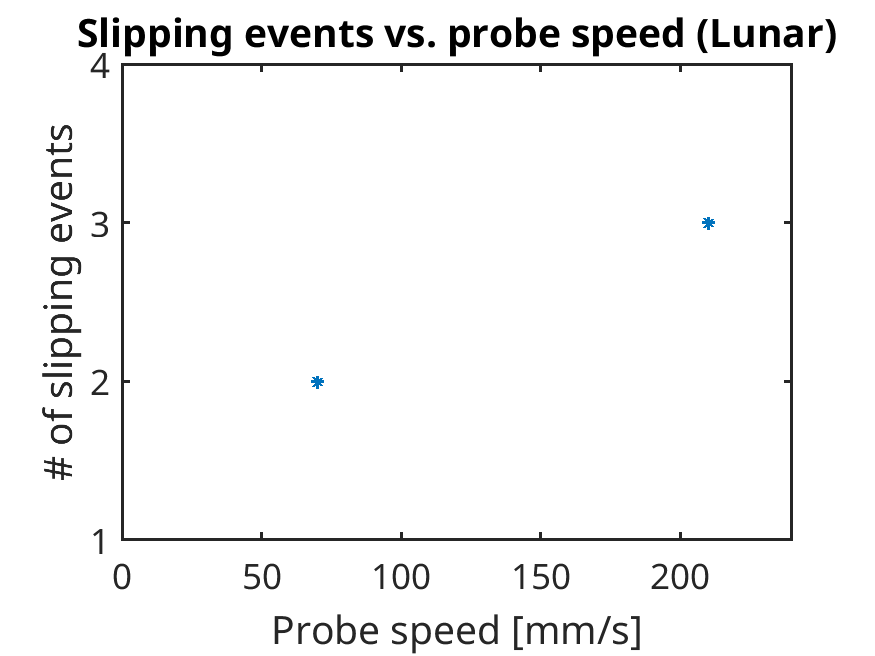 Slipping events vs. probe speed (Lunar)
4
3
2
1
# of slipping events
0 50 100 150 200
Probe speed [mm/s]